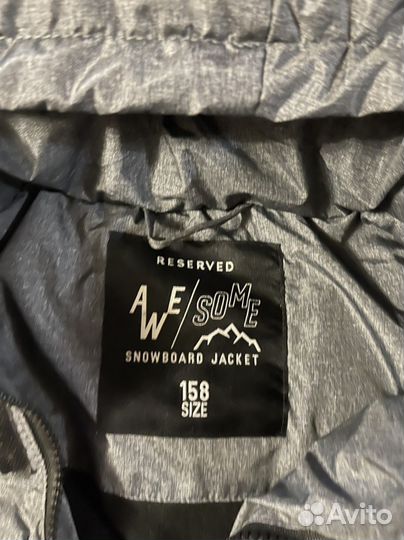 RESERVED
AWE/SOME
SNOWBOARD JACKET
158
SIZE
Avito